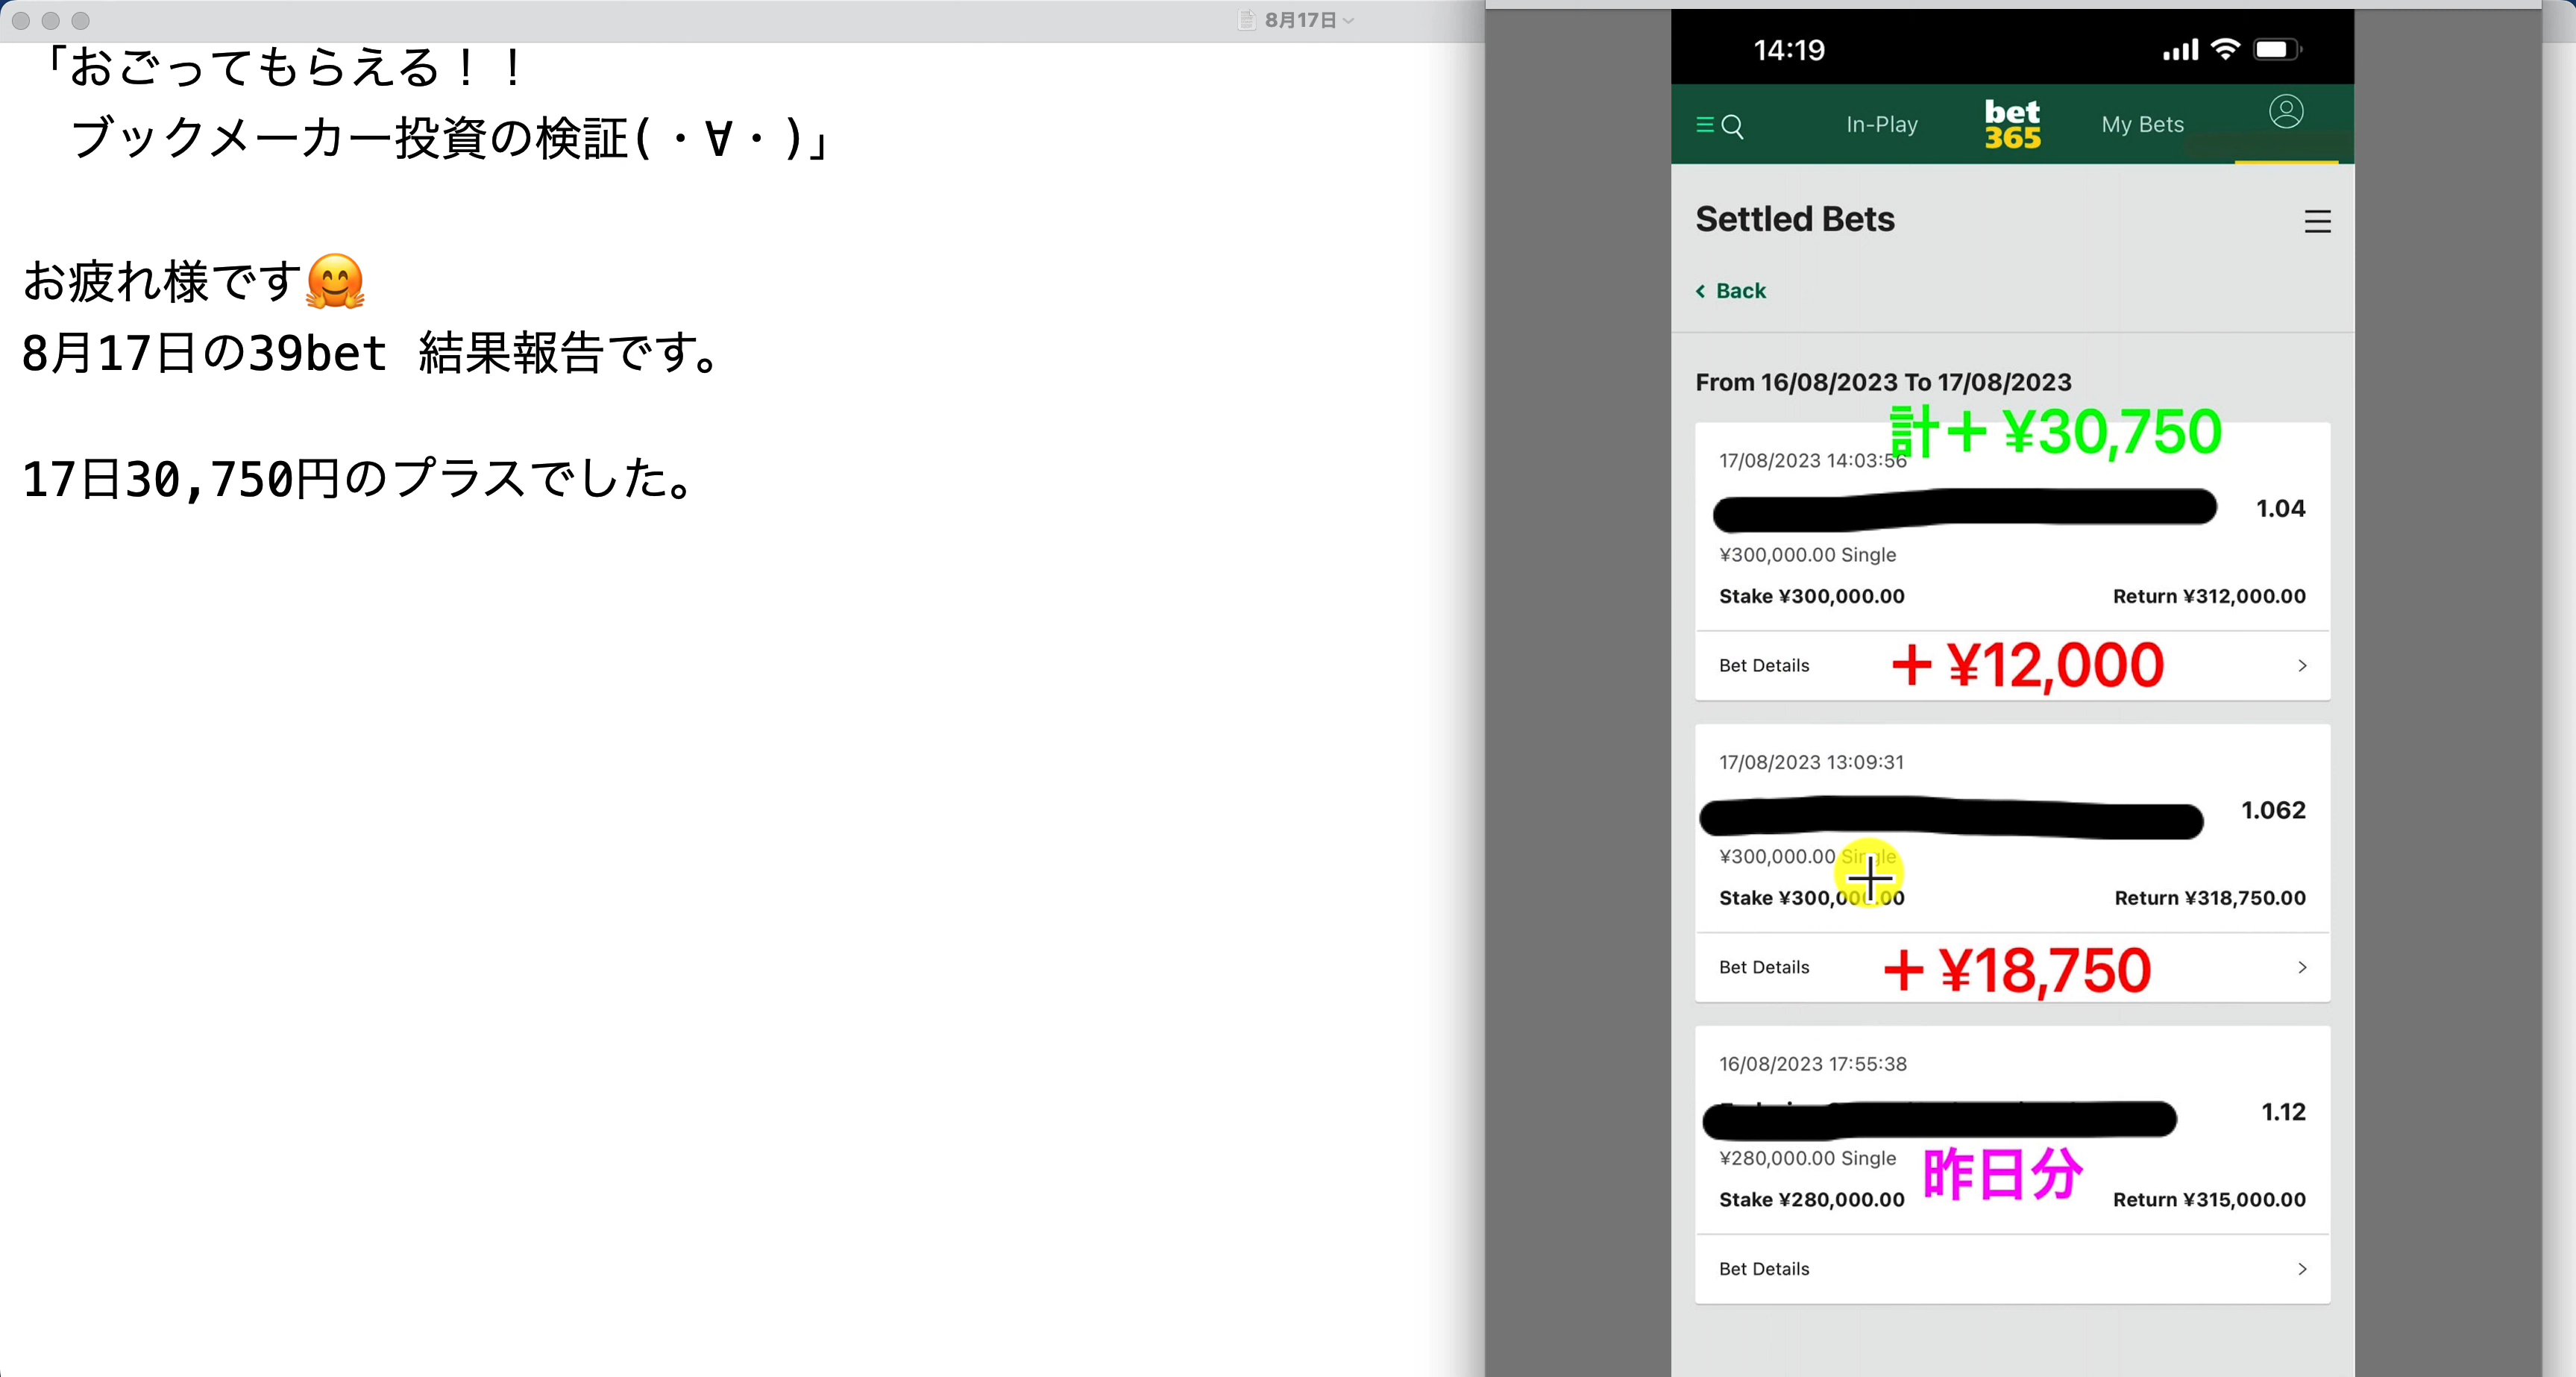 8月17日
「おごってもらえる！！
ブックメーカー投資の検証(・∀・)」
お疲れ様です🤗
8月17日の39bet 結果報告です。
17日30,750円のプラスでした。
14:19
In-Play
bet
365
My Bets
Settled Bets
Back
From 16/08/2023 To 17/08/2023
計＋¥30,750
17/08/2023 14:03:56
1.04
¥300,000.00 Single
Stake ¥300,000.00
Return ¥312,000.00
Bet Details
＋¥12,000
17/08/2023 13:09:31
1.062
¥300,000.00 Single
Stake ¥300,000.00
Return ¥318,750.00
Bet Details
＋¥18,750
16/08/2023 17:55:38
1.12
¥280,000.00 Single
昨日分
Stake ¥280,000.00
Return ¥315,000.00
Bet Details